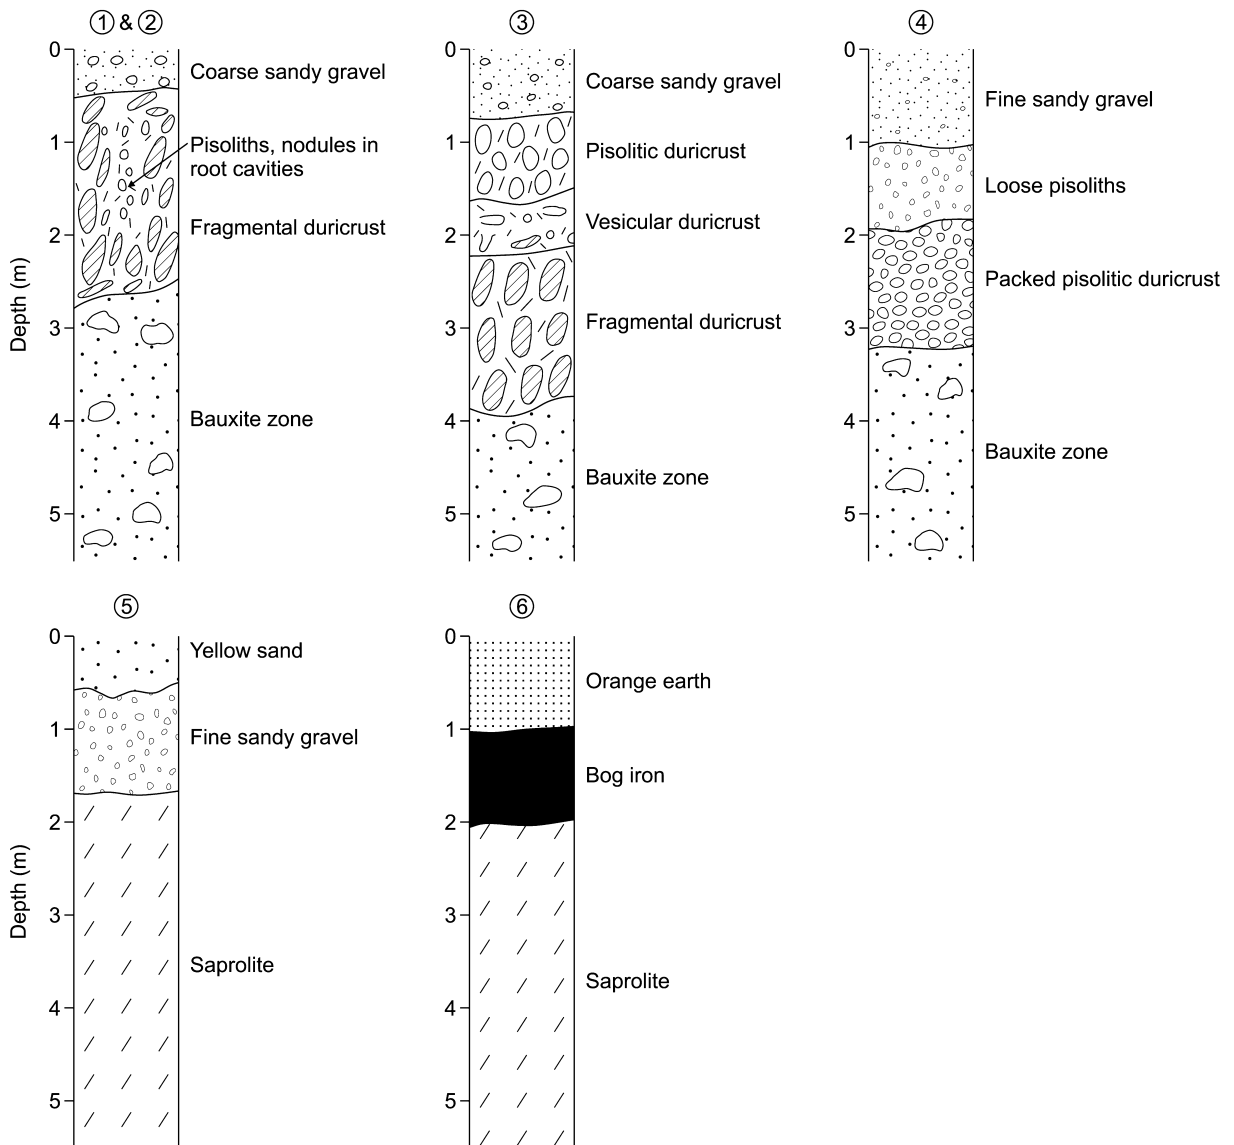 ① & ②
0
Coarse sandy gravel
1
Pisoliths, nodules in
root cavities
2
Fragmental duricrust
Depth (m)
3
4
Bauxite zone
5
③
0
Coarse sandy gravel
1
Pisolitic duricrust
Vesicular duricrust
2
3
Fragmental duricrust
4
Bauxite zone
5
④
0
Fine sandy gravel
1
Loose pisoliths
2
Packed pisolitic duricrust
3
4
Bauxite zone
5
⑤
0
Yellow sand
1
Fine sandy gravel
2
Depth (m)
3
Saprolite
4
5
⑥
0
Orange earth
1
Bog iron
2
3
Saprolite
4
5